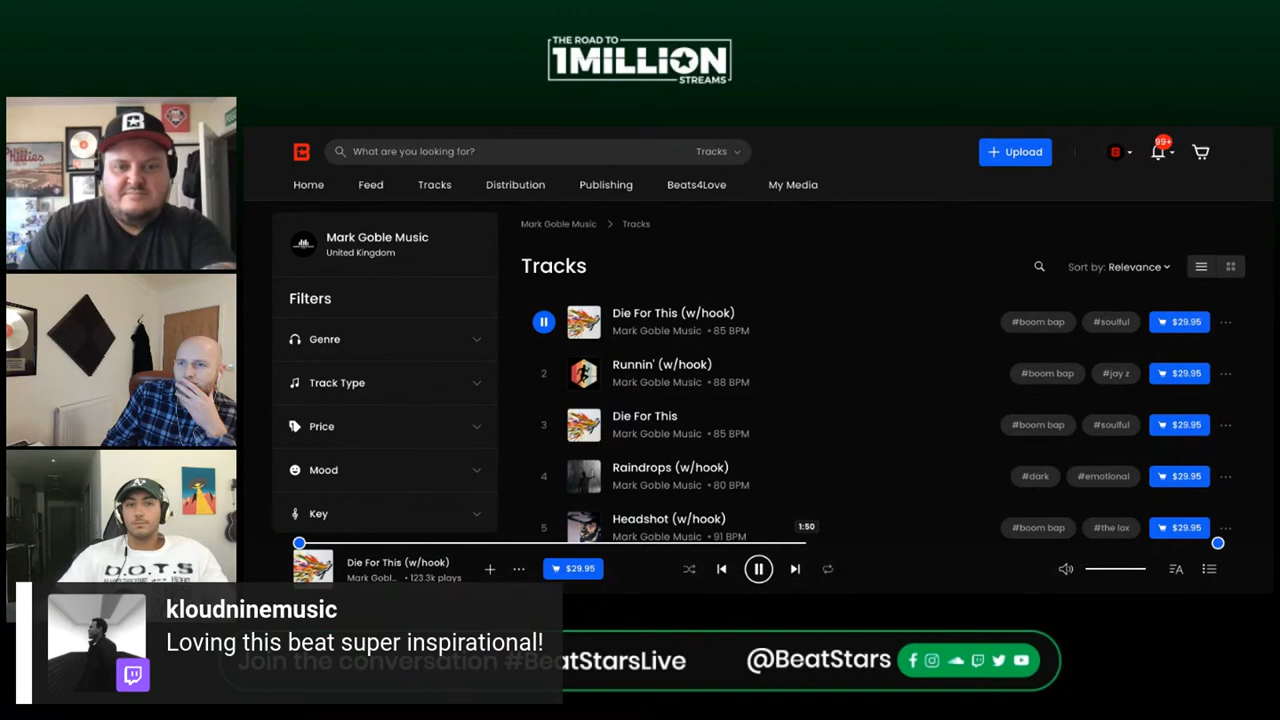 THE ROAD TO
1MILLION
STREAMS
Phillies
What are you looking for?
Tracks
+ Upload
99+
Home
Feed
Tracks
Distribution
Publishing
Beats4Love
My Media
Mark Goble Music
United Kingdom
Filters
Genre
Track Type
Price
Mood
Key
Mark Goble Music > Tracks
Tracks
Sort by: Relevance
Die For This (w/hook)
Mark Goble Music • 85 BPM
#boom bap
#soulful
$29.95
2
Runnin' (w/hook)
Mark Goble Music • 88 BPM
#boom bap
#jay z
$29.95
3
Die For This
Mark Goble Music • 85 BPM
#boom bap
#soulful
$29.95
4
Raindrops (w/hook)
Mark Goble Music • 80 BPM
#dark
#emotional
$29.95
5
Headshot (w/hook)
Mark Goble Music • 91 BPM
#boom bap
#the lox
$29.95
1:50
Die For This (w/hook)
Mark Gobl... • 123.3k plays
$29.95
D.O.T.S
kloudninemusic
Loving this beat super inspirational!
Join the conversation #BeatStarsLive
@BeatStars